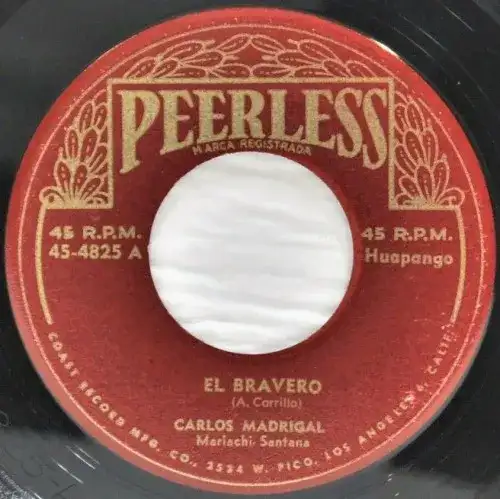 PEERLESS
MARCA REGISTRADA
45 R.P.M.
45-4825 A
45 R.P.M.
Huapango
EL BRAVERO
(A. Carrillo)
CARLOS MADRIGAL
Mariachi Santana
COAST RECORD MFG. CO., 2534 W. PICO, LOS ANGELES 6, CALIF.